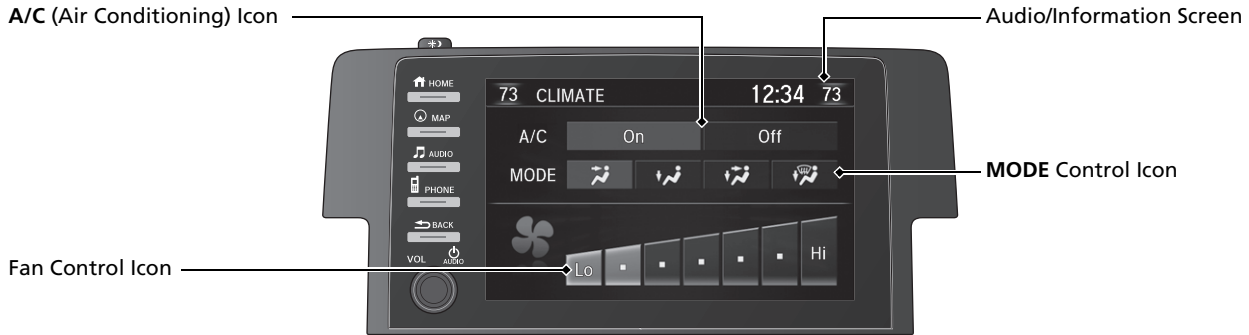 A/C (Air Conditioning) Icon
Audio/Information Screen
HOME
73 CLIMATE 12:34 73
MAP
A/C On Off
AUDIO
MODE
MODE Control Icon
PHONE
BACK
VOL AUDIO
Fan Control Icon
Lo Hi